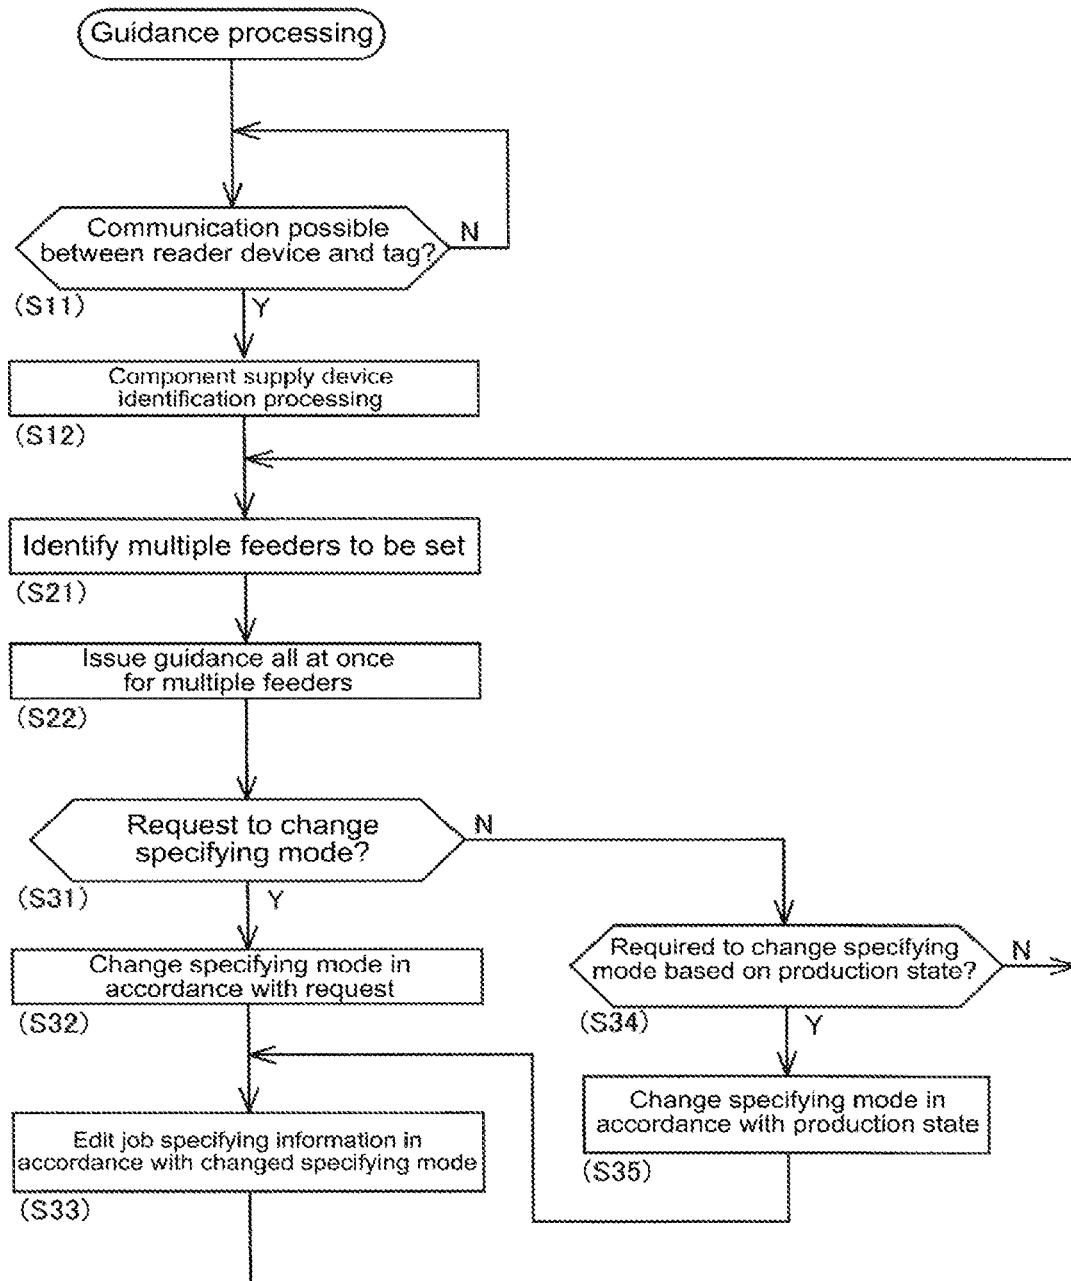 Guidance processing
Communication possible
between reader device and tag?
N
(S11)
Y
Component supply device
identification processing
(S12)
Identify multiple feeders to be set
(S21)
Issue guidance all at once
for multiple feeders
(S22)
Request to change
specifying mode?
N
(S31)
Y
Change specifying mode in
accordance with request
(S32)
Required to change specifying
mode based on production state?
N
(S34)
Y
Change specifying mode in
accordance with production state
(S35)
Edit job specifying information in
accordance with changed specifying mode
(S33)